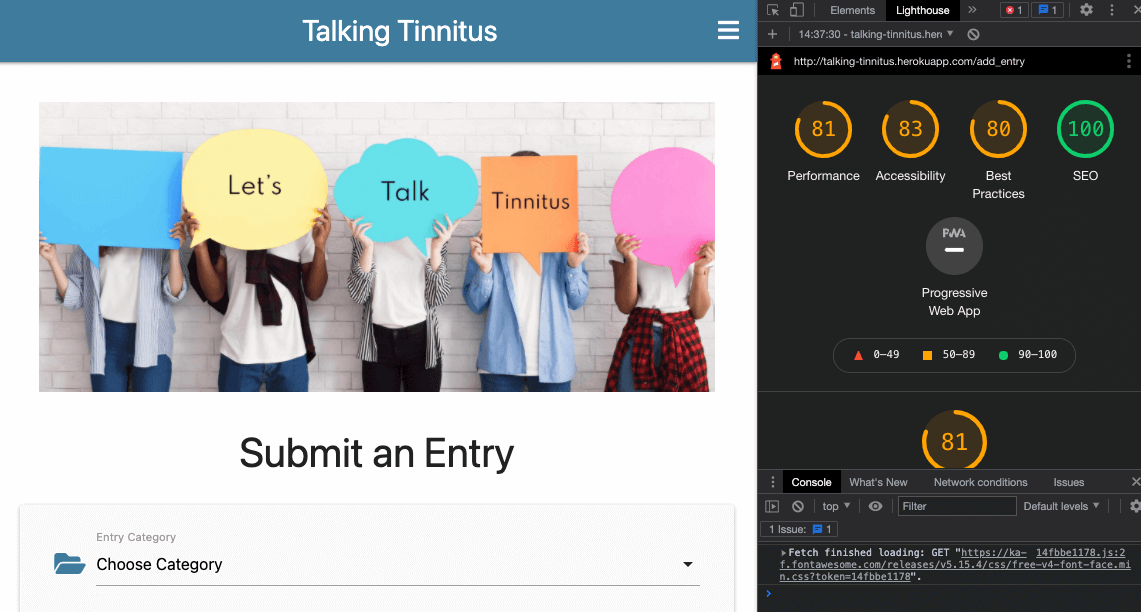 Talking Tinnitus
Let's
Talk
Tinnitus
Submit an Entry
Entry Category
Choose Category
Elements
Lighthouse
»
1
1
14:37:30 - talking-tinnitus.her
http://talking-tinnitus.herokuapp.com/add_entry
81
83
80
100
Performance
Accessibility
Best
Practices
SEO
PWA
Progressive
Web App
0–49
50–89
90–100
81
Console
What's New
Network conditions
Issues
top
Filter
Default levels
1 Issue: 1
Fetch finished loading: GET "https://ka- 14fbbe1178.js:2
f.fontawesome.com/releases/v5.15.4/css/free-v4-font-face.mi
n.css?token=14fbbe1178".